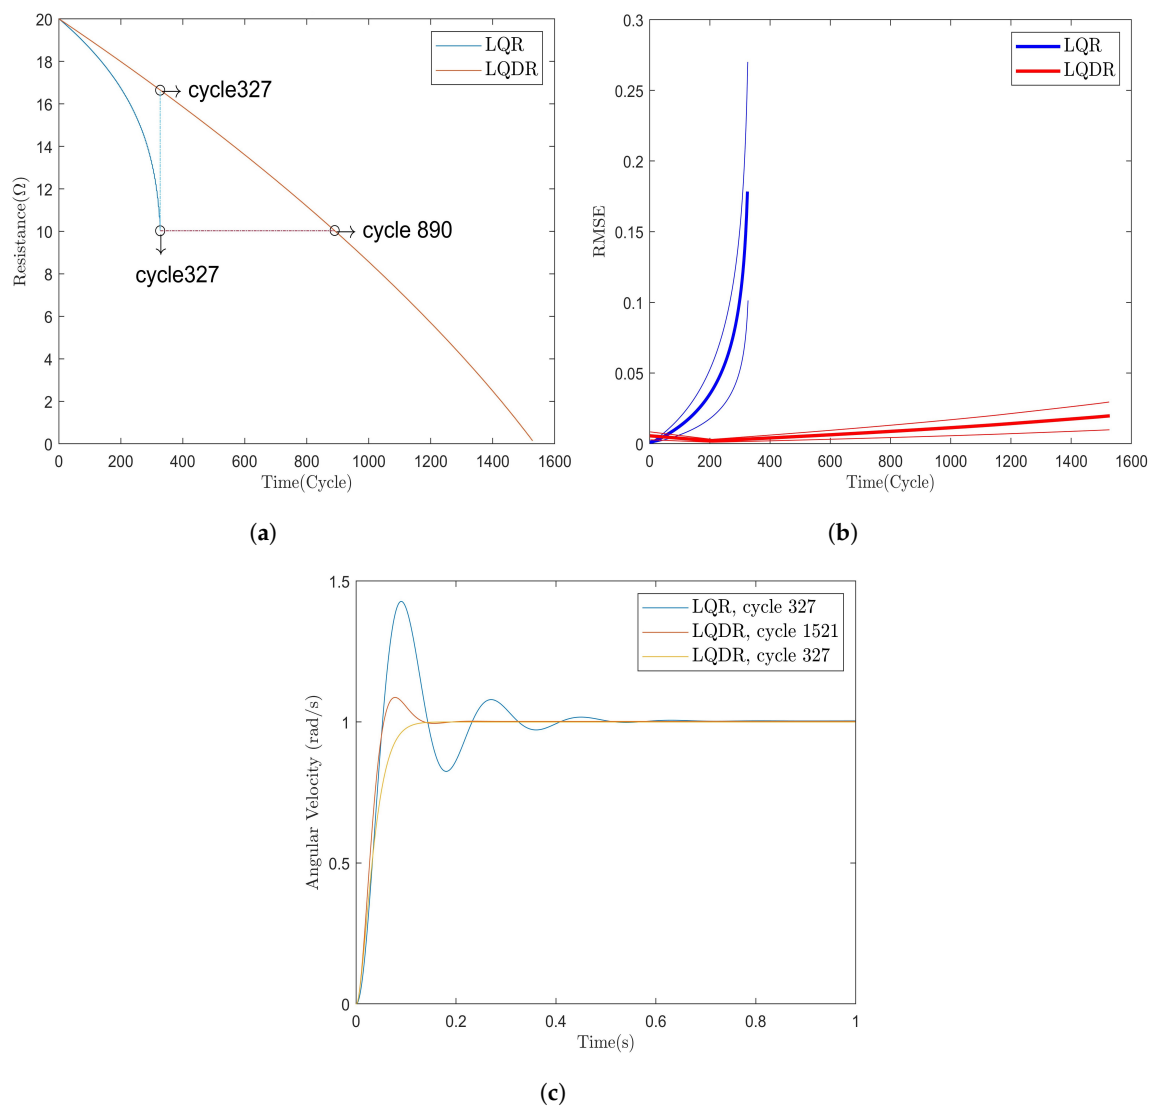 20
18
16
14
12
10
8
6
4
2
0
Resistance(Ω)
LQR
LQDR
cycle327
cycle 890
cycle327
0 200 400 600 800 1000 1200 1400 1600
Time(Cycle)
(a)
0.3
0.25
0.2
0.15
0.1
0.05
0
RMSE
LQR
LQDR
0 200 400 600 800 1000 1200 1400 1600
Time(Cycle)
(b)
1.5
1
0.5
0
Angular Velocity (rad/s)
LQR, cycle 327
LQDR, cycle 1521
LQDR, cycle 327
0 0.2 0.4 0.6 0.8 1
Time(s)
(c)